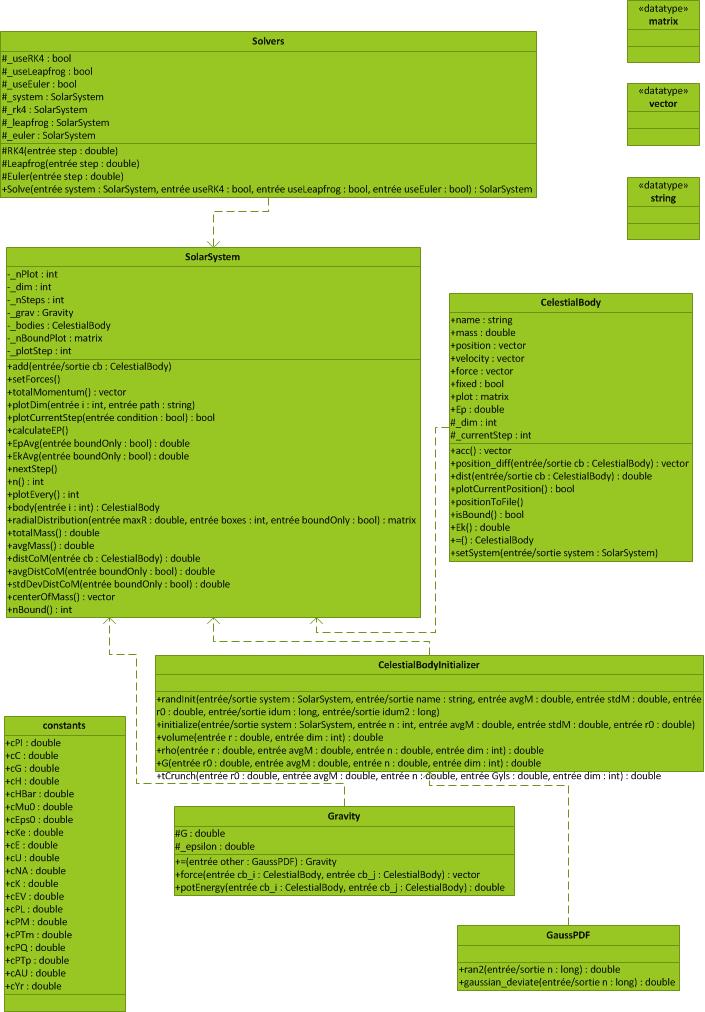 «datatype»
matrix
Solvers
#_useRK4 : bool
#_useLeapfrog : bool
#_useEuler : bool
#_system : SolarSystem
#_rk4 : SolarSystem
#_leapfrog : SolarSystem
#_euler : SolarSystem
#RK4(entrée step : double)
#Leapfrog(entrée step : double)
#Euler(entrée step : double)
+Solve(entrée system : SolarSystem, entrée useRK4 : bool, entrée useLeapfrog : bool, entrée useEuler : bool) : SolarSystem
«datatype»
vector
«datatype»
string
SolarSystem
-_nPlot : int
-_dim : int
-_nSteps : int
-_grav : Gravity
-_bodies : CelestialBody
-_nBoundPlot : matrix
-_plotStep : int
+add(entrée/sortie cb : CelestialBody)
+setForces()
+totalMomentum() : vector
+plotDim(entrée i : int, entrée path : string)
+plotCurrentStep(entrée condition : bool) : bool
+calculateEP()
+EpAvg(entrée boundOnly : bool) : double
+EkAvg(entrée boundOnly : bool) : double
+nextStep()
+n() : int
+plotEvery() : int
+body(entrée i : int) : CelestialBody
+radialDistribution(entrée maxR : double, entrée boxes : int, entrée boundOnly : bool) : matrix
+totalMass() : double
+avgMass() : double
+distCoM(entrée cb : CelestialBody) : double
+avgDistCoM(entrée boundOnly : bool) : double
+stdDevDistCoM(entrée boundOnly : bool) : double
+centerOfMass() : vector
+nBound() : int
CelestialBody
+name : string
+mass : double
+position : vector
+velocity : vector
+force : vector
+fixed : bool
+plot : matrix
+Ep : double
#_dim : int
#_currentStep : int
+acc() : vector
+position_diff(entrée/sortie cb : CelestialBody) : vector
+dist(entrée/sortie cb : CelestialBody) : double
+plotCurrentPosition() : bool
+positionToFile()
+isBound() : bool
+Ek() : double
+=() : CelestialBody
+setSystem(entrée/sortie system : SolarSystem)
CelestialBodyInitializer
+randInit(entrée/sortie system : SolarSystem, entrée/sortie name : string, entrée avgM : double, entrée stdM : double, entrée
r0 : double, entrée/sortie idum : long, entrée/sortie idum2 : long)
+initialize(entrée/sortie system : SolarSystem, entrée n : int, entrée avgM : double, entrée stdM : double, entrée r0 : double)
+volume(entrée r : double, entrée dim : int) : double
+rho(entrée r : double, entrée avgM : double, entrée n : double, entrée dim : int) : double
+G(entrée r0 : double, entrée avgM : double, entrée n : double, entrée dim : int) : double
+tCrunch(entrée r0 : double, entrée avgM : double, entrée n : double, entrée Gyls : double, entrée dim : int) : double
constants
+cPI : double
+cC : double
+cG : double
+cH : double
+cHBar : double
+cMu0 : double
+cEps0 : double
+cKe : double
+cE : double
+cU : double
+cNA : double
+cK : double
+cEV : double
+cPL : double
+cPM : double
+cPTm : double
+cPQ : double
+cPTp : double
+cAU : double
+cYr : double
Gravity
#G : double
#_epsilon : double
+=(entrée other : GaussPDF) : Gravity
+force(entrée cb_i : CelestialBody, entrée cb_j : CelestialBody) : vector
+potEnergy(entrée cb_i : CelestialBody, entrée cb_j : CelestialBody) : double
GaussPDF
+ran2(entrée/sortie n : long) : double
+gaussian_deviate(entrée/sortie n : long) : double